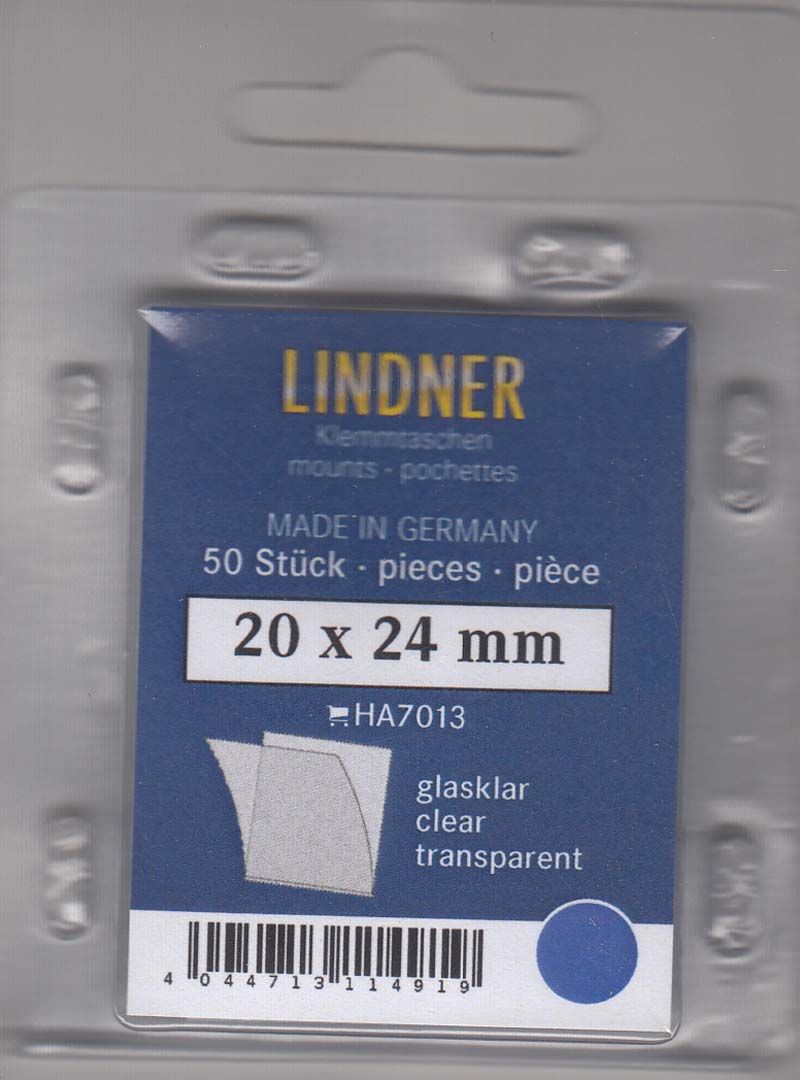 LINDNER
Klemmtaschen
mounts · pochettes
MADE IN GERMANY
50 Stück · pieces · pièce
20 x 24 mm
HA7013
glasklar
clear
transparent
4 044713 114919